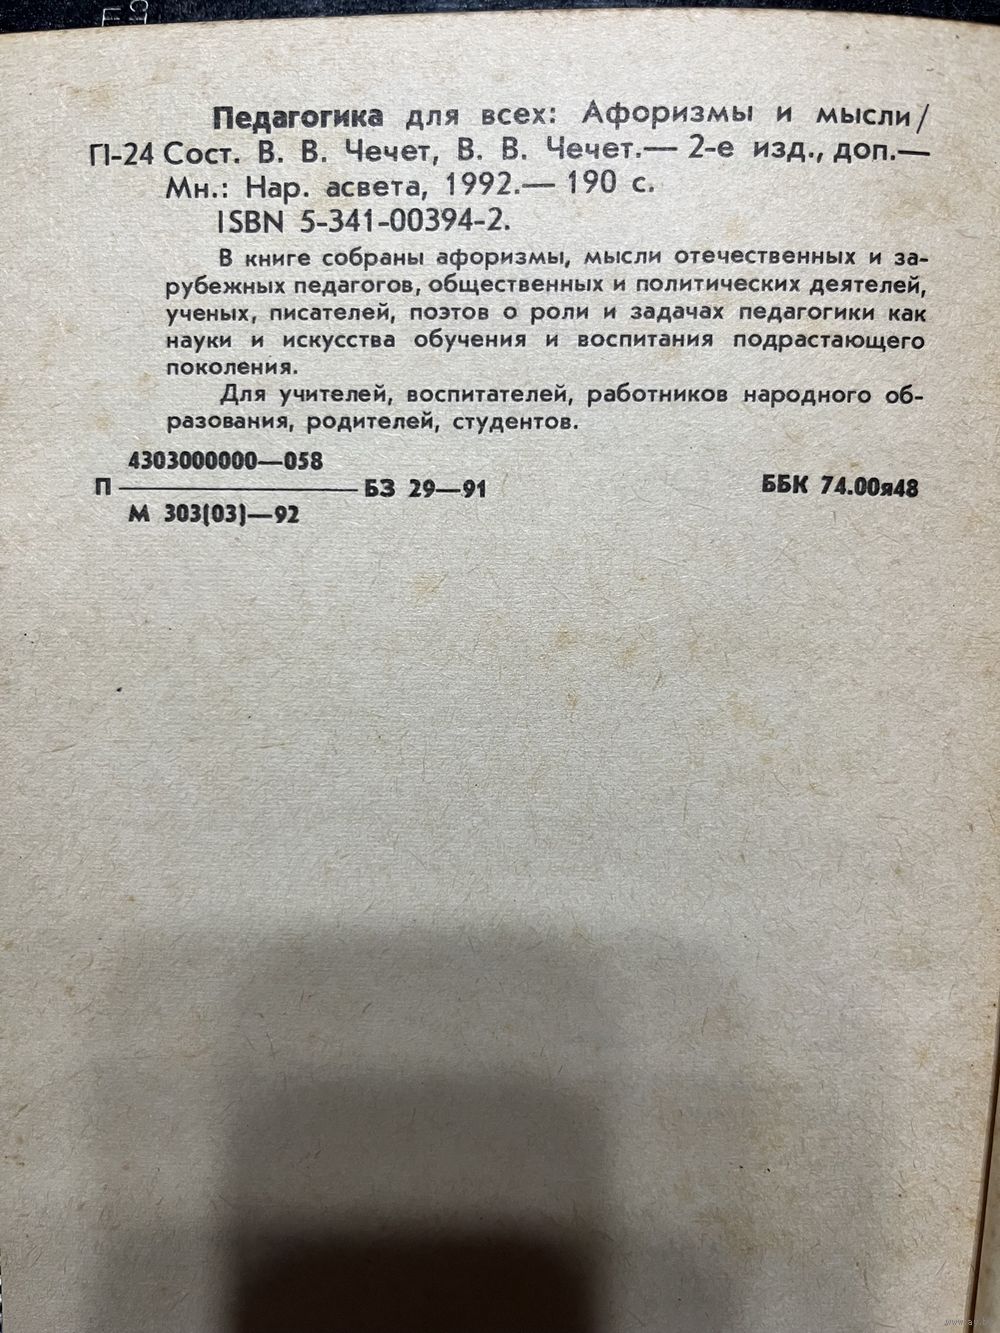 Педагогика для всех: Афоризмы и мысли/
П-24 Сост. В. В. Чечет, В. В. Чечет.— 2-е изд., доп.—
Мн.: Нар. асвета, 1992.— 190 с.
ISBN 5-341-00394-2.
В книге собраны афоризмы, мысли отечественных и за-
рубежных педагогов, общественных и политических деятелей,
ученых, писателей, поэтов о роли и задачах педагогики как
науки и искусства обучения и воспитания подрастающего
поколения.
Для учителей, воспитателей, работников народного об-
разования, родителей, студентов.
4303000000—058
П ———— БЗ 29—91 ББК 74.00я48
М 303(03)—92